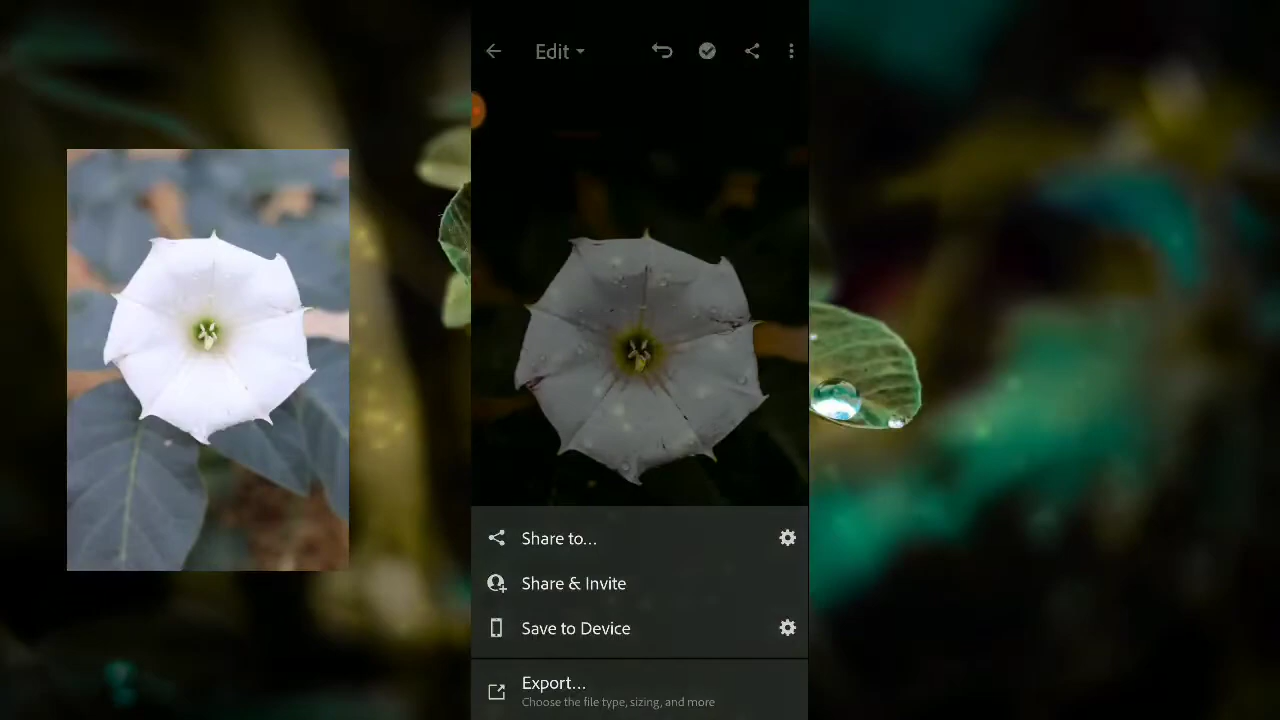 Edit
Share to...
Share & Invite
Save to Device
Export...
Choose the file type, sizing, and more